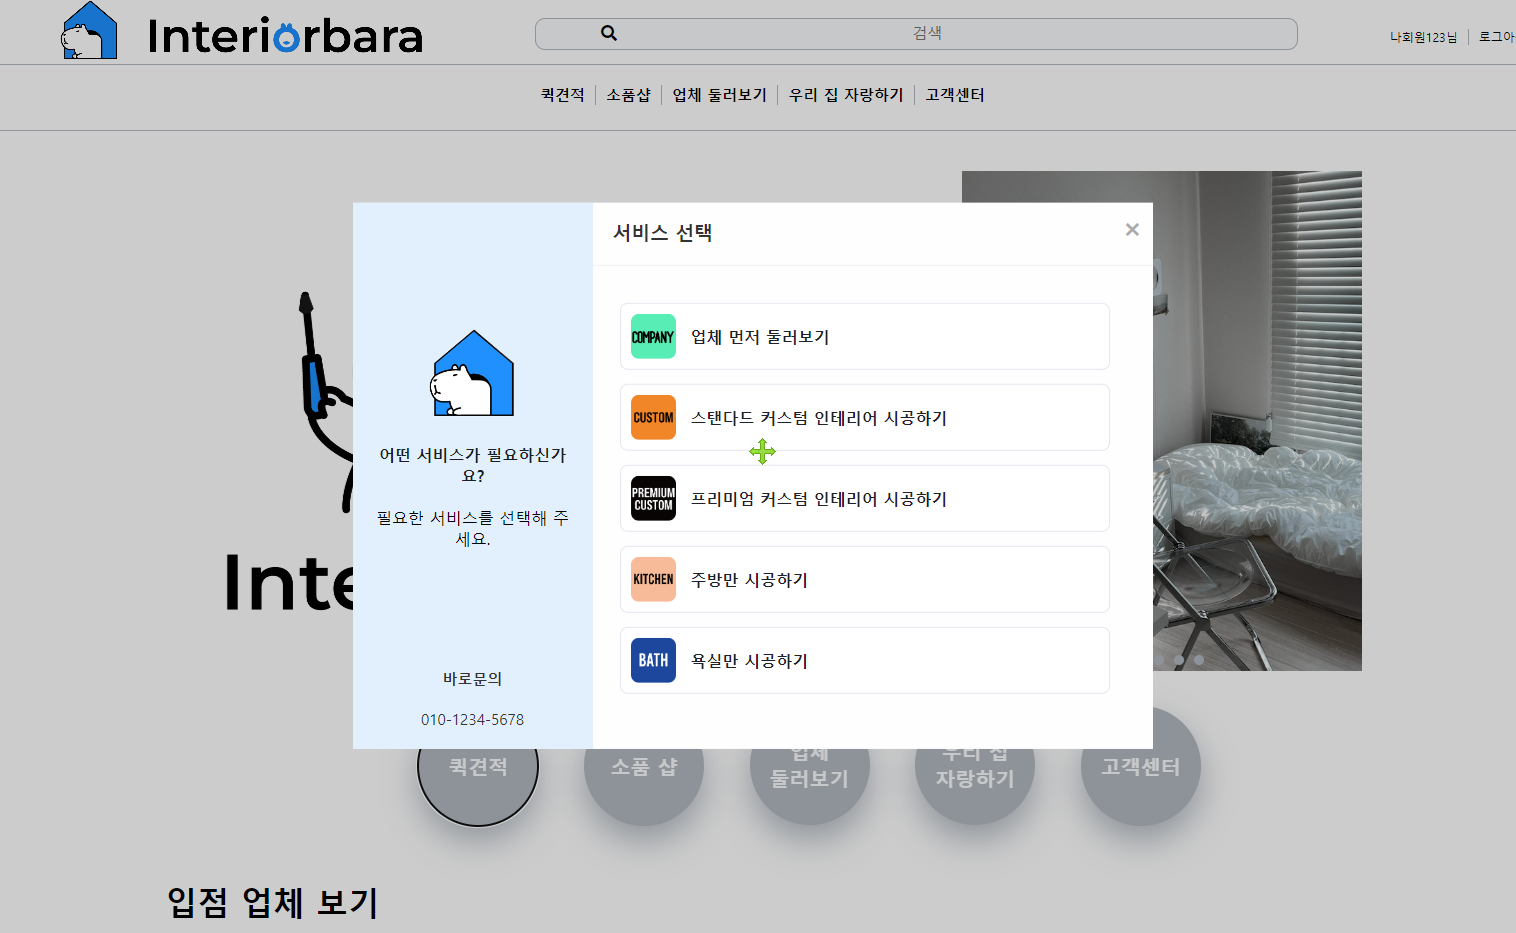 Interiorbara
검색
나회원123님
로그아
퀵견적
소품샵
업체 둘러보기
우리 집 자랑하기
고객센터
Inte
어떤 서비스가 필요하신가
요?
필요한 서비스를 선택해 주
세요.
바로문의
010-1234-5678
서비스 선택
×
COMPANY
업체 먼저 둘러보기
CUSTOM
스탠다드 커스텀 인테리어 시공하기
PREMIUM
CUSTOM
프리미엄 커스텀 인테리어 시공하기
KITCHEN
주방만 시공하기
BATH
욕실만 시공하기
퀵견적
소품 샵
업체
둘러보기
우리 집
자랑하기
고객센터
입점 업체 보기